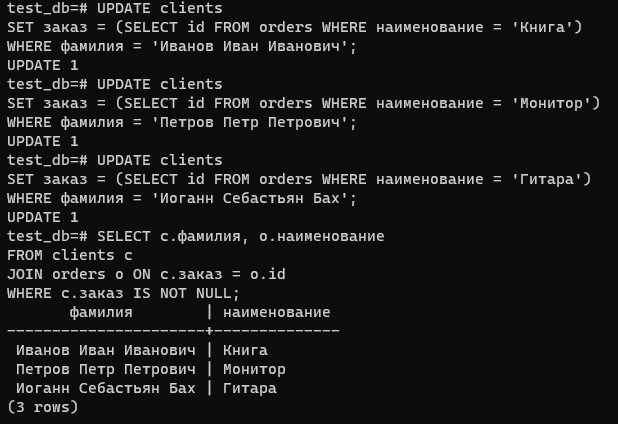 test_db=# UPDATE clients
SET заказ = (SELECT id FROM orders WHERE наименование = 'Книга')
WHERE фамилия = 'Иванов Иван Иванович';
UPDATE 1
test_db=# UPDATE clients
SET заказ = (SELECT id FROM orders WHERE наименование = 'Монитор')
WHERE фамилия = 'Петров Петр Петрович';
UPDATE 1
test_db=# UPDATE clients
SET заказ = (SELECT id FROM orders WHERE наименование = 'Гитара')
WHERE фамилия = 'Иоганн Себастьян Бах';
UPDATE 1
test_db=# SELECT c.фамилия, o.наименование
FROM clients c
JOIN orders o ON c.заказ = o.id
WHERE c.заказ IS NOT NULL;
       фамилия        | наименование
----------------------+--------------
 Иванов Иван Иванович | Книга
 Петров Петр Петрович | Монитор
 Иоганн Себастьян Бах | Гитара
(3 rows)